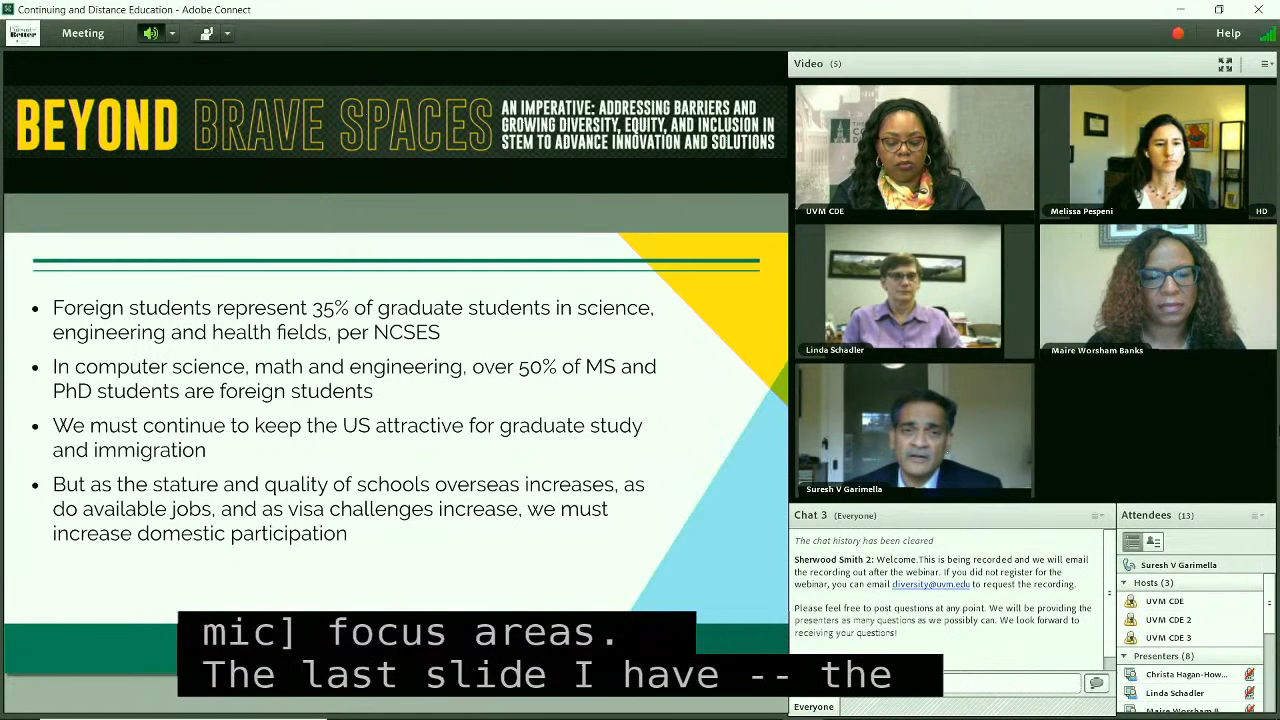 Continuing and Distance Education - Adobe Connect
Meeting
Help
BEYOND BRAVE SPACES
AN IMPERATIVE: ADDRESSING BARRIERS AND
GROWING DIVERSITY, EQUITY, AND INCLUSION IN
STEM TO ADVANCE INNOVATION AND SOLUTIONS
• Foreign students represent 35% of graduate students in science,
engineering and health fields, per NCSES
• In computer science, math and engineering, over 50% of MS and
PhD students are foreign students
• We must continue to keep the US attractive for graduate study
and immigration
• But as the stature and quality of schools overseas increases, as
do available jobs, and as visa challenges increase, we must
increase domestic participation
mic] focus areas.
The last slide I have -- the
Video (5)
UVM CDE
Melissa Pespeni
HD
Linda Schadler
Maire Worsham Banks
Suresh V Garimella
Chat 3 (Everyone)
The chat history has been cleared
Sherwood Smith 2: Welcome.This is being recorded and we will email
the recording out after the webinar. If you did not register for the
webinar, you can email diversity@uvm.edu to request the recording.
Please feel free to post questions at any point. We will be providing the
presenters as many questions as we possibly can. We look forward to
receiving your questions!
Everyone
Attendees (13)
Suresh V Garimella
Hosts (3)
UVM CDE
UVM CDE 2
UVM CDE 3
Presenters (8)
Christa Hagan-How...
Linda Schadler